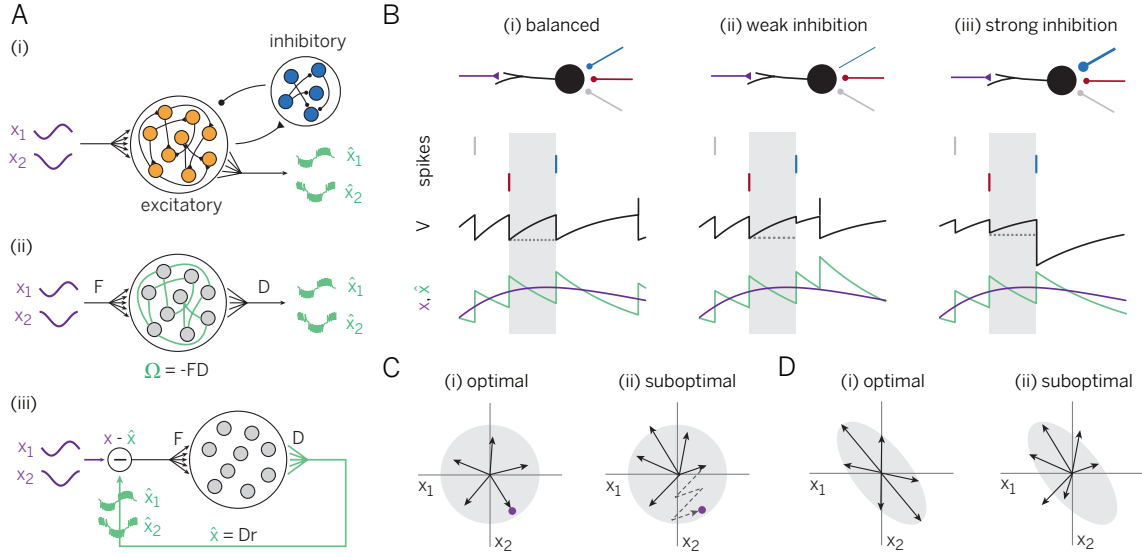 A
(i)
inhibitory
x1
x2
x̂1
x̂2
excitatory
(ii)
x1
x2
F
D
x̂1
x̂2
Ω = -FD
(iii)
x1
x2
x - x̂
F
D
x̂1
x̂2
x̂ = Dr
B
(i) balanced
(ii) weak inhibition
(iii) strong inhibition
spikes
V
x, x̂
C
(i) optimal
(ii) suboptimal
x1
x2
x1
x2
D
(i) optimal
(ii) suboptimal
x1
x2
x1
x2